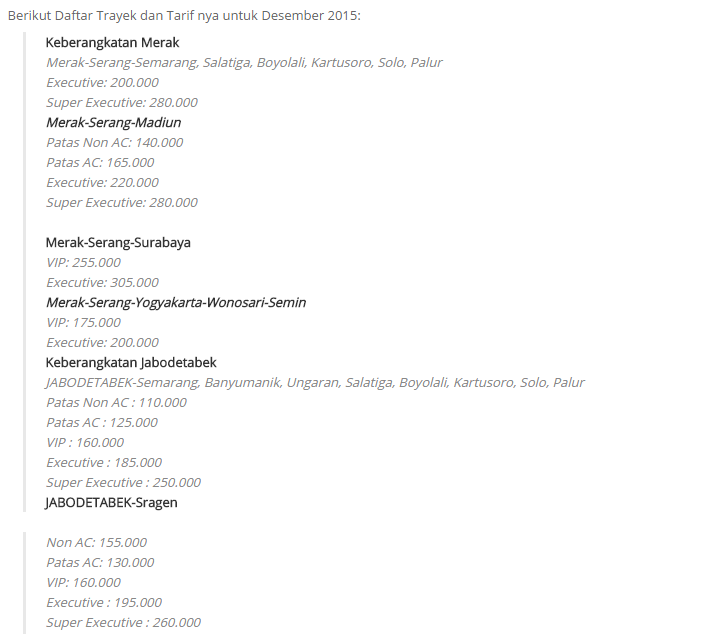 Berikut Daftar Trayek dan Tarif nya untuk Desember 2015:
Keberangkatan Merak
Merak-Serang-Semarang, Salatiga, Boyolali, Kartusoro, Solo, Palur
Executive: 200.000
Super Executive: 280.000
Merak-Serang-Madiun
Patas Non AC: 140.000
Patas AC: 165.000
Executive: 220.000
Super Executive: 280.000
Merak-Serang-Surabaya
VIP: 255.000
Executive: 305.000
Merak-Serang-Yogyakarta-Wonosari-Semin
VIP: 175.000
Executive: 200.000
Keberangkatan Jabodetabek
JABODETABEK-Semarang, Banyumanik, Ungaran, Salatiga, Boyolali, Kartusoro, Solo, Palur
Patas Non AC : 110.000
Patas AC : 125.000
VIP : 160.000
Executive : 185.000
Super Executive : 250.000
JABODETABEK-Sragen
Non AC: 155.000
Patas AC: 130.000
VIP: 160.000
Executive : 195.000
Super Executive : 260.000